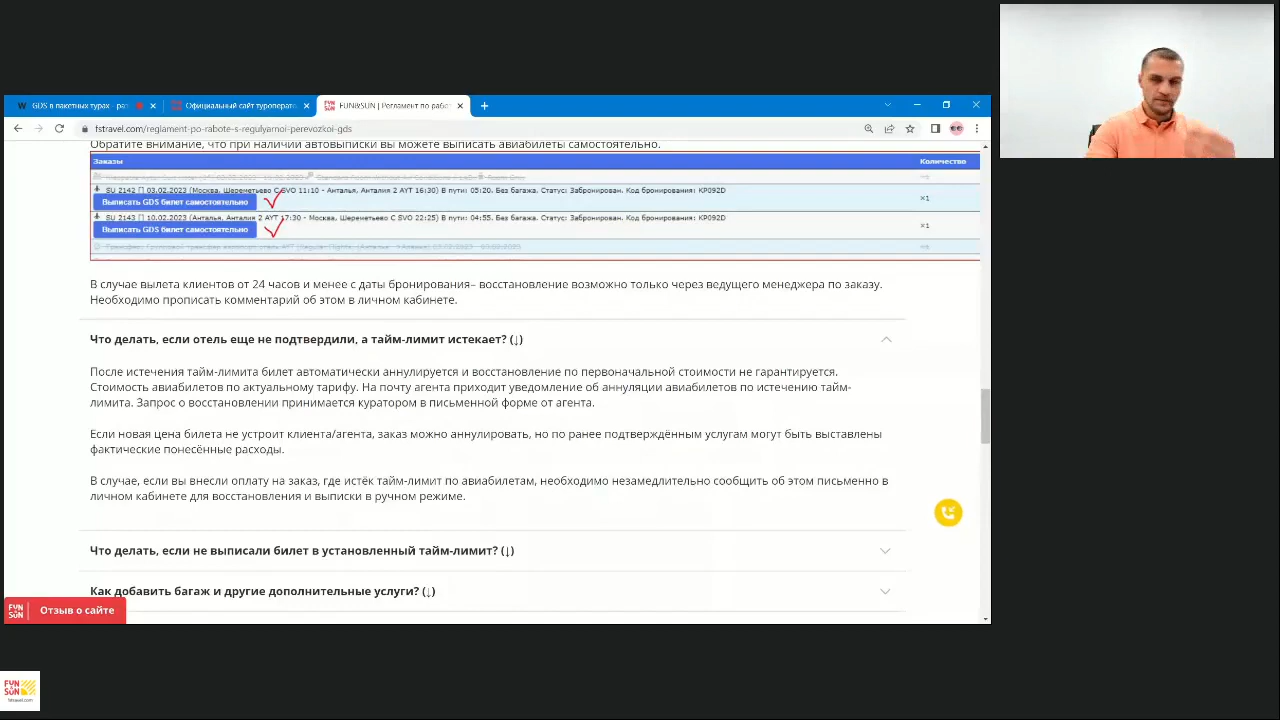 GDS в пакетных турах - раз
Официальный сайт туроперато
FUN&SUN | Регламент по рабо
fstravel.com/reglament-po-rabote-s-regulyarnoi-perevozkoi-gds
Обратите внимание, что при наличии автовыписки вы можете выписать авиабилеты самостоятельно.
Заказы Количество
SU 2142 03.02.2023 (Москва, Шереметьево C SVO 11:10 - Анталья, Анталия 2 AYT 16:30) В пути: 05:20. Без багажа. Статус: Забронирован. Код бронирования: KP092D
Выписать GDS билет самостоятельно ×1
SU 2143 10.02.2023 (Анталья, Анталия 2 AYT 17:30 - Москва, Шереметьево C SVO 22:25) В пути: 04:55. Без багажа. Статус: Забронирован. Код бронирования: KP092D
Выписать GDS билет самостоятельно ×1
В случае вылета клиентов от 24 часов и менее с даты бронирования– восстановление возможно только через ведущего менеджера по заказу.
Необходимо прописать комментарий об этом в личном кабинете.
Что делать, если отель еще не подтвердили, а тайм-лимит истекает? (↓)
После истечения тайм-лимита билет автоматически аннулируется и восстановление по первоначальной стоимости не гарантируется.
Стоимость авиабилетов по актуальному тарифу. На почту агента приходит уведомление об аннуляции авиабилетов по истечению тайм-
лимита. Запрос о восстановлении принимается куратором в письменной форме от агента.
Если новая цена билета не устроит клиента/агента, заказ можно аннулировать, но по ранее подтверждённым услугам могут быть выставлены
фактические понесённые расходы.
В случае, если вы внесли оплату на заказ, где истёк тайм-лимит по авиабилетам, необходимо незамедлительно сообщить об этом письменно в
личном кабинете для восстановления и выписки в ручном режиме.
Что делать, если не выписали билет в установленный тайм-лимит? (↓)
Как добавить багаж и другие дополнительные услуги? (↓)
FUN&SUN Отзыв о сайте
FUN&SUN
fstravel.com